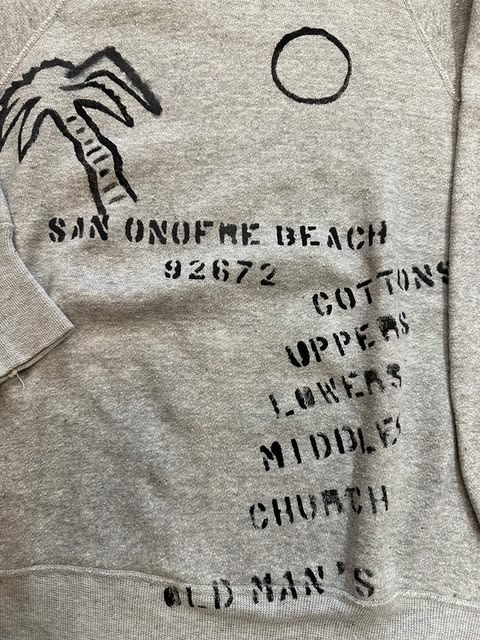 SAN ONOFRE BEACH
92672
COTTONS
UPPERS
LOWERS
MIDDLES
CHURCH
OLD MAN'S